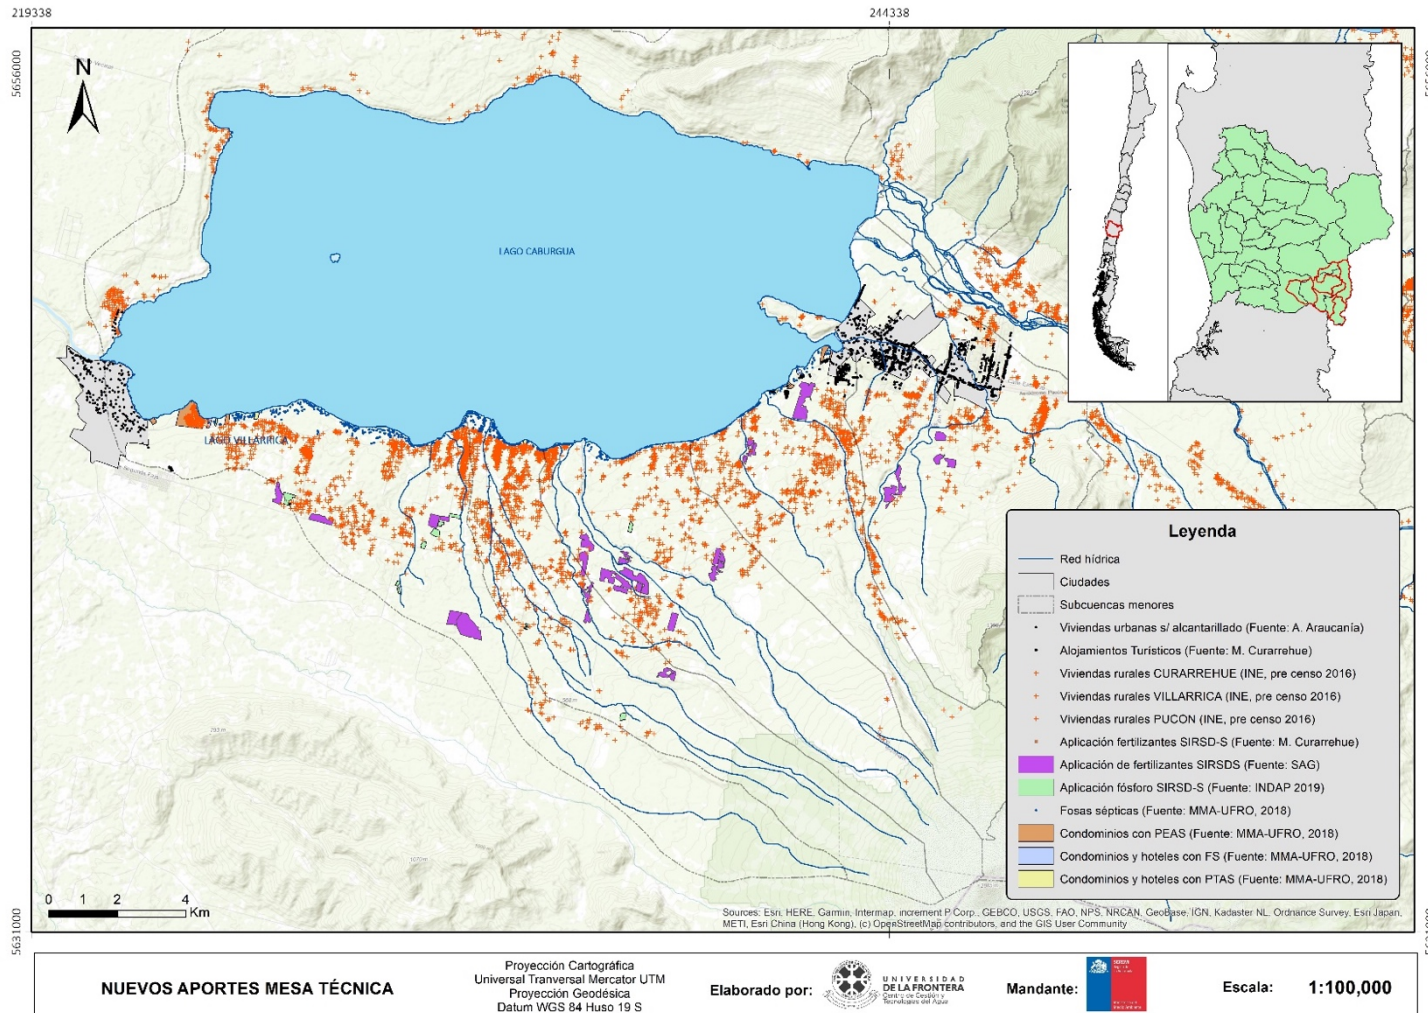 219338
244338
5656000
N
LAGO CABURGUA
LAGO VILLARRICA
Leyenda
Red hídrica
Ciudades
Subcuencas menores
Viviendas urbanas s/ alcantarillado (Fuente: A. Araucanía)
Alojamientos Turísticos (Fuente: M. Curarrehue)
Viviendas rurales CURARREHUE (INE, pre censo 2016)
Viviendas rurales VILLARRICA (INE, pre censo 2016)
Viviendas rurales PUCÓN (INE, pre censo 2016)
Aplicación fertilizantes SIRSD-S (Fuente: M. Curarrehue)
Aplicación de fertilizantes SIRSDS (Fuente: SAG)
Aplicación fósforo SIRSD-S (Fuente: INDAP 2019)
Fosas sépticas (Fuente: MMA-UFRO, 2018)
Condominios con PEAS (Fuente: MMA-UFRO, 2018)
Condominios y hoteles con FS (Fuente: MMA-UFRO, 2018)
Condominios y hoteles con PTAS (Fuente: MMA-UFRO, 2018)
0 1 2 4
Km
Sources: Esri, HERE, Garmin, Intermap, increment P Corp., GEBCO, USGS, FAO, NPS, NRCAN, GeoBase, IGN, Kadaster NL, Ordnance Survey, Esri Japan,
METI, Esri China (Hong Kong), (c) OpenStreetMap contributors, and the GIS User Community
5631000
NUEVOS APORTES MESA TÉCNICA
Proyección Cartográfica
Universal Tranversal Mercator UTM
Proyección Geodésica
Datum WGS 84 Huso 19 S
Elaborado por:
UNIVERSIDAD
DE LA FRONTERA
Centro de Gestión y
Tecnologías del Agua
Mandante:
Escala:
1:100,000